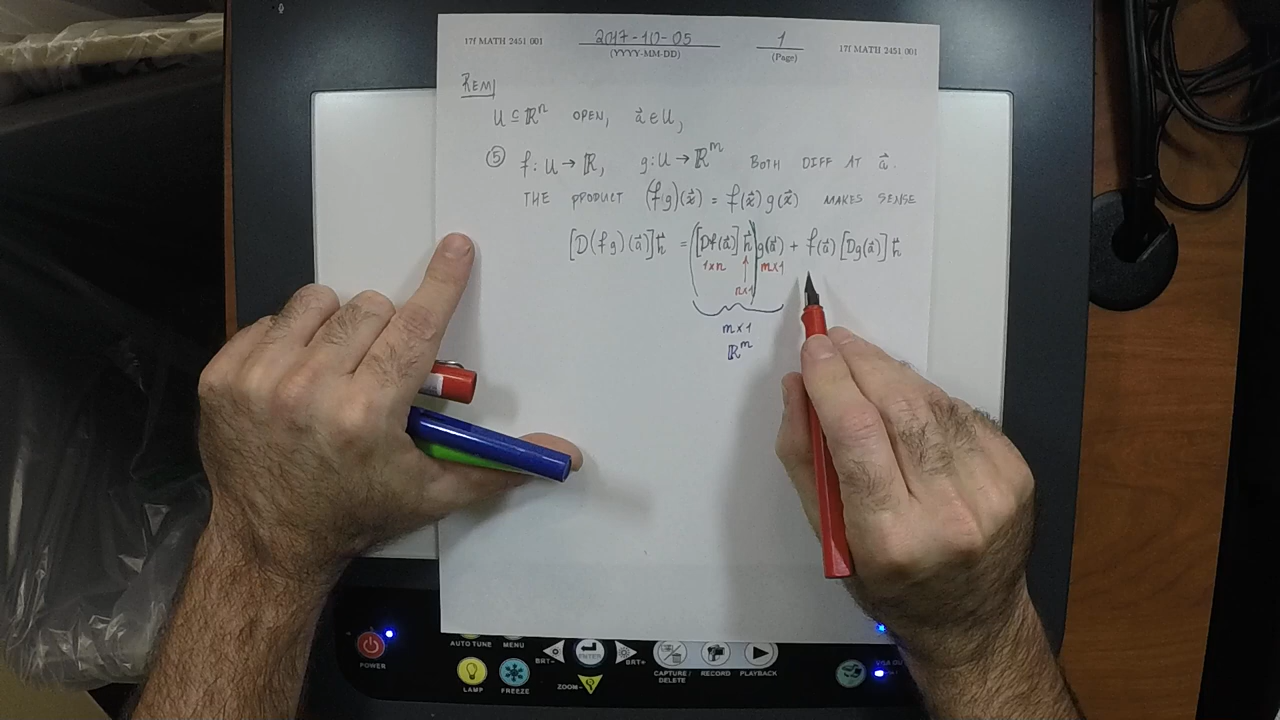 17f MATH 2451 001 2017-10-05 1 17f MATH 2451 001
(YYYY-MM-DD) (Page)
REM
U ⊆ ℝⁿ OPEN, a⃗ ∈ U,
⑤ f: U → ℝ, g: U → ℝᵐ BOTH DIFF AT a⃗.
THE PRODUCT (fg)(x⃗) = f(x⃗) g(x⃗) MAKES SENSE
[D(fg)(a⃗)]h⃗ = ([Df(a⃗)]h⃗)g(a⃗) + f(a⃗)[Dg(a⃗)]h⃗
1×n m×1
n×1
m×1
ℝᵐ
POWER
AUTO TUNE MENU
LAMP FREEZE
BRT- ENTER BRT+
ZOOM-
CAPTURE/ DELETE RECORD PLAYBACK